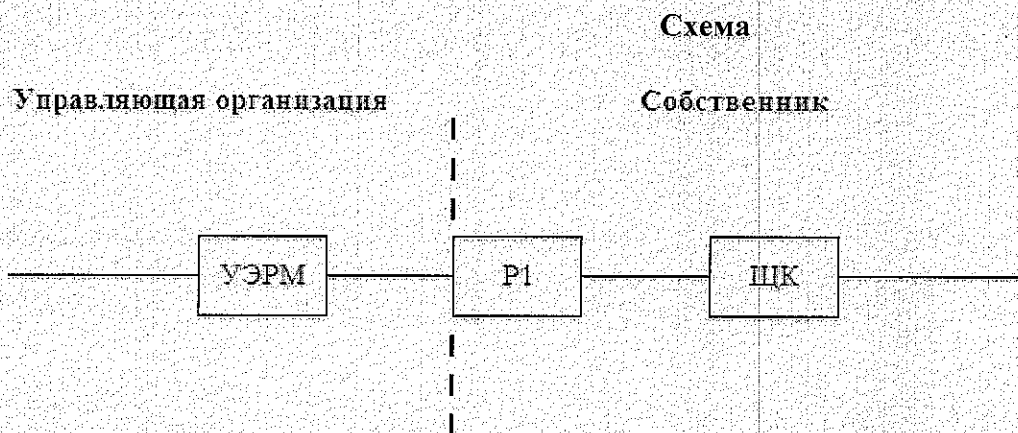 Схема
Управляющая организация
Собственник
УЭРМ
Р1
ЩК